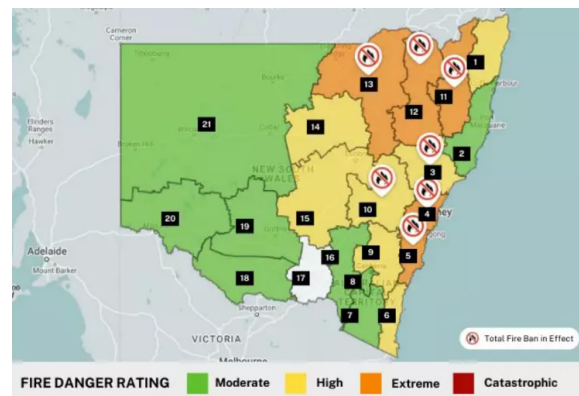 Cameron
Corner
Tibooburra
Bourke
1
13
11
12
14
Cobar
21
2
Flinders
Ranges
Hawker
Broken Hill
3
NEW SOUTH
WALES
4
10
20
15
19
5
9
16
Adelaide
Mount Barker
18
17
8
TERRITORY
Shepparton
7
6
VICTORIA
Melbourne
Total Fire Ban in Effect
FIRE DANGER RATING
Moderate
High
Extreme
Catastrophic